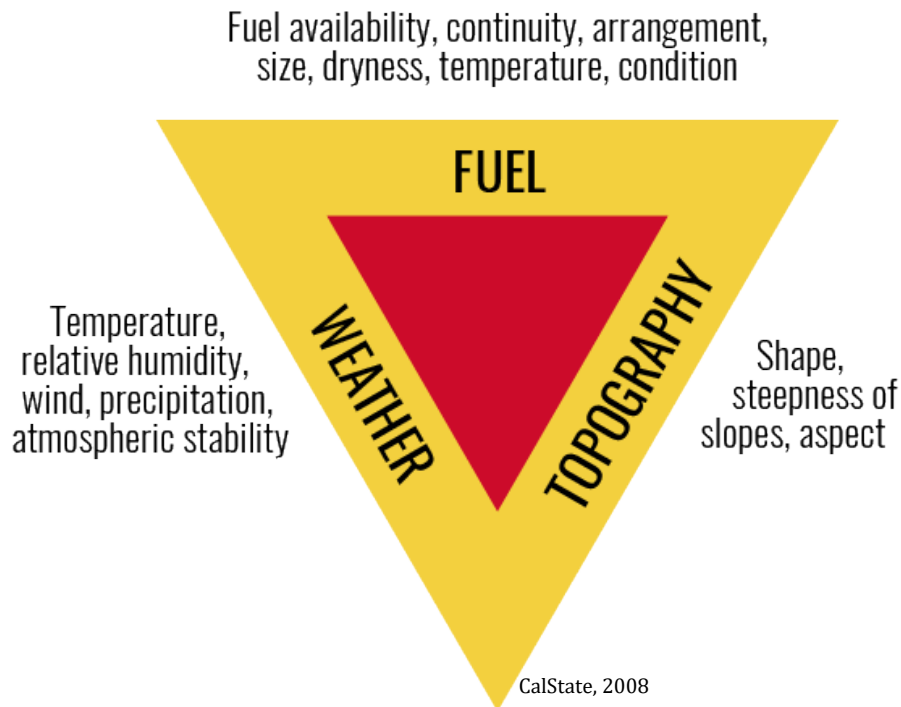 Fuel availability, continuity, arrangement,
size, dryness, temperature, condition
FUEL
WEATHER
TOPOGRAPHY
Temperature,
relative humidity,
wind, precipitation,
atmospheric stability
Shape,
steepness of
slopes, aspect
CalState, 2008